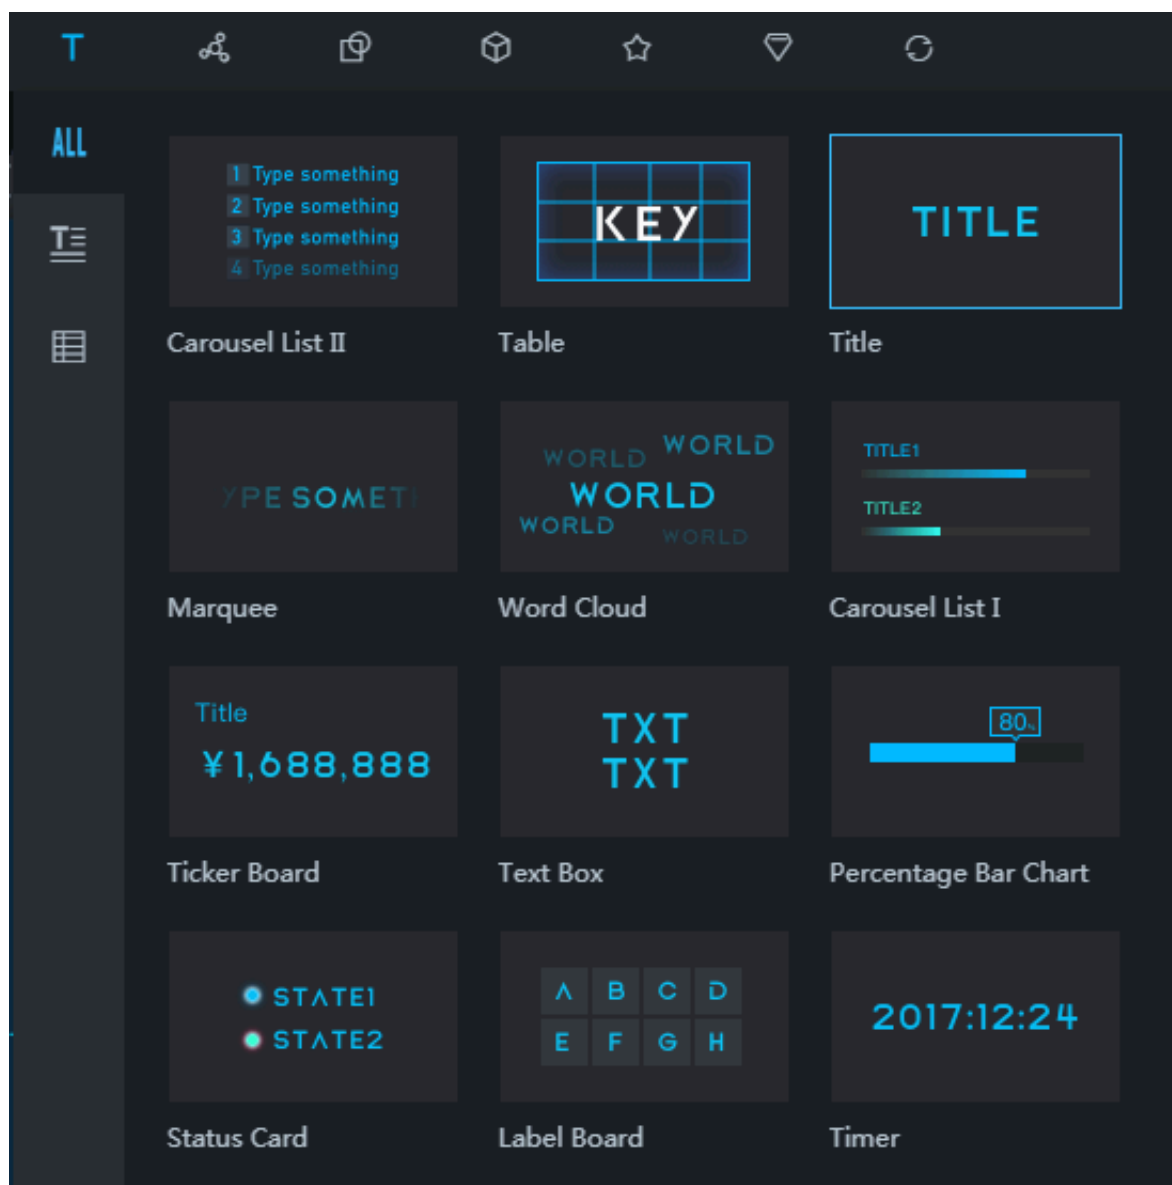 T
ALL
1 Type something
2 Type something
3 Type something
4 Type something
Carousel List II
KEY
Table
TITLE
Title
YPE SOMETI
Marquee
WORLD
WORLD
WORLD
WORLD
WORLD
Word Cloud
TITLE1
TITLE2
Carousel List I
Title
¥1,688,888
Ticker Board
TXT
TXT
Text Box
80%
Percentage Bar Chart
STATE1
STATE2
Status Card
A B C D
E F G H
Label Board
2017:12:24
Timer